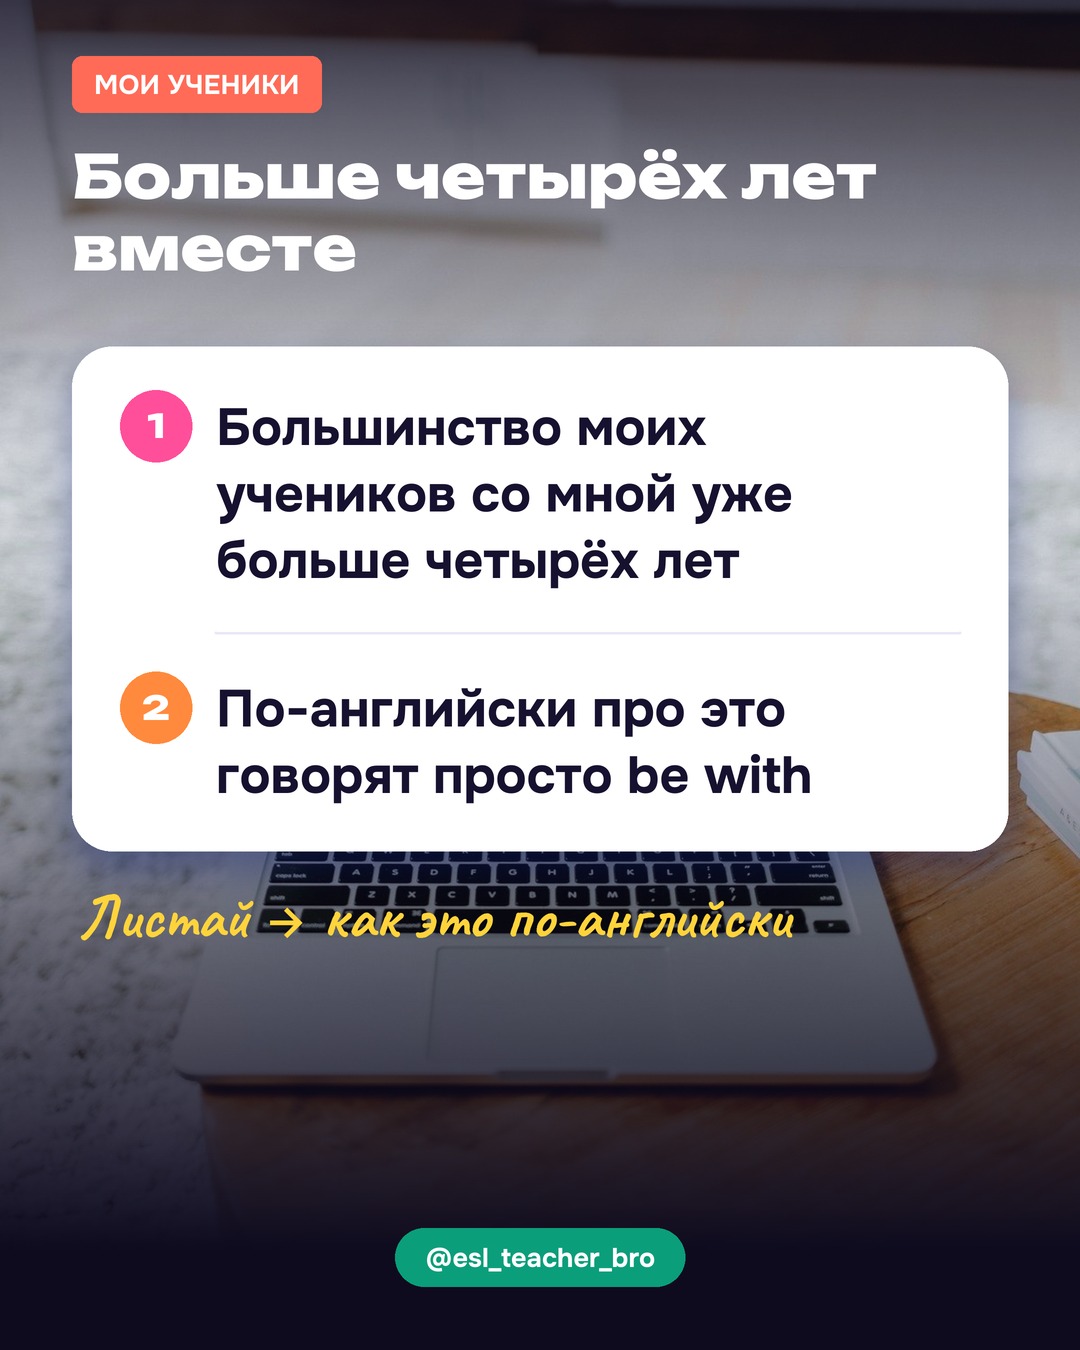 МОИ УЧЕНИКИ
Больше четырёх лет
вместе
1
Большинство моих
учеников со мной уже
больше четырёх лет
2
По-английски про это
говорят просто be with
Листай → как это по-английски
@esl_teacher_bro